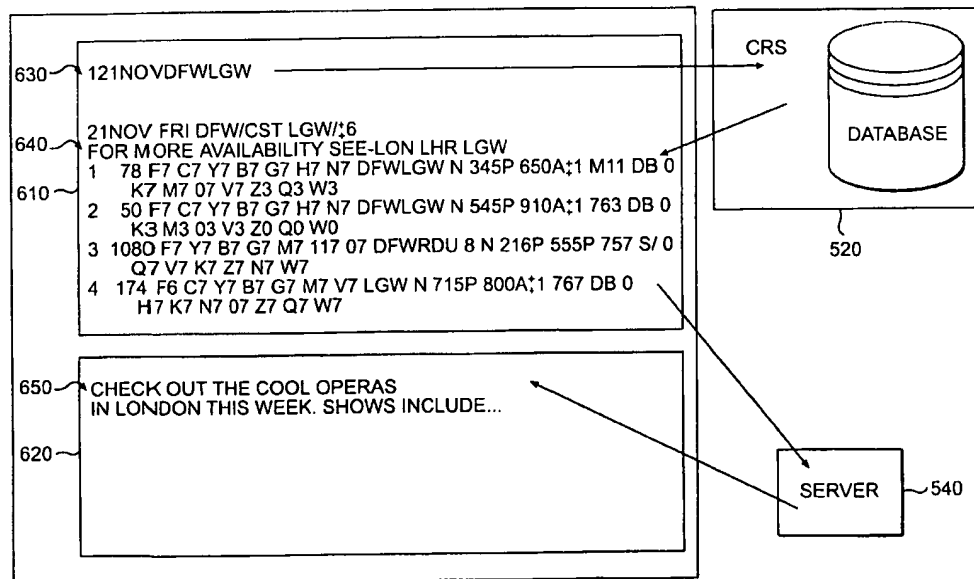 630
121NOVDFWLGW
CRS
DATABASE
520
640
610
21NOV FRI DFW/CST LGW/‡6
FOR MORE AVAILABILITY SEE-LON LHR LGW
1 78 F7 C7 Y7 B7 G7 H7 N7 DFWLGW N 345P 650A‡1 M11 DB 0
K7 M7 07 V7 Z3 Q3 W3
2 50 F7 C7 Y7 B7 G7 H7 N7 DFWLGW N 545P 910A‡1 763 DB 0
K3 M3 03 V3 Z0 Q0 W0
3 1080 F7 Y7 B7 G7 M7 117 07 DFWRDU 8 N 216P 555P 757 S/ 0
Q7 V7 K7 Z7 N7 W7
4 174 F6 C7 Y7 B7 G7 M7 V7 LGW N 715P 800A‡1 767 DB 0
H7 K7 N7 07 Z7 Q7 W7
650
CHECK OUT THE COOL OPERAS
IN LONDON THIS WEEK. SHOWS INCLUDE...
620
SERVER
540